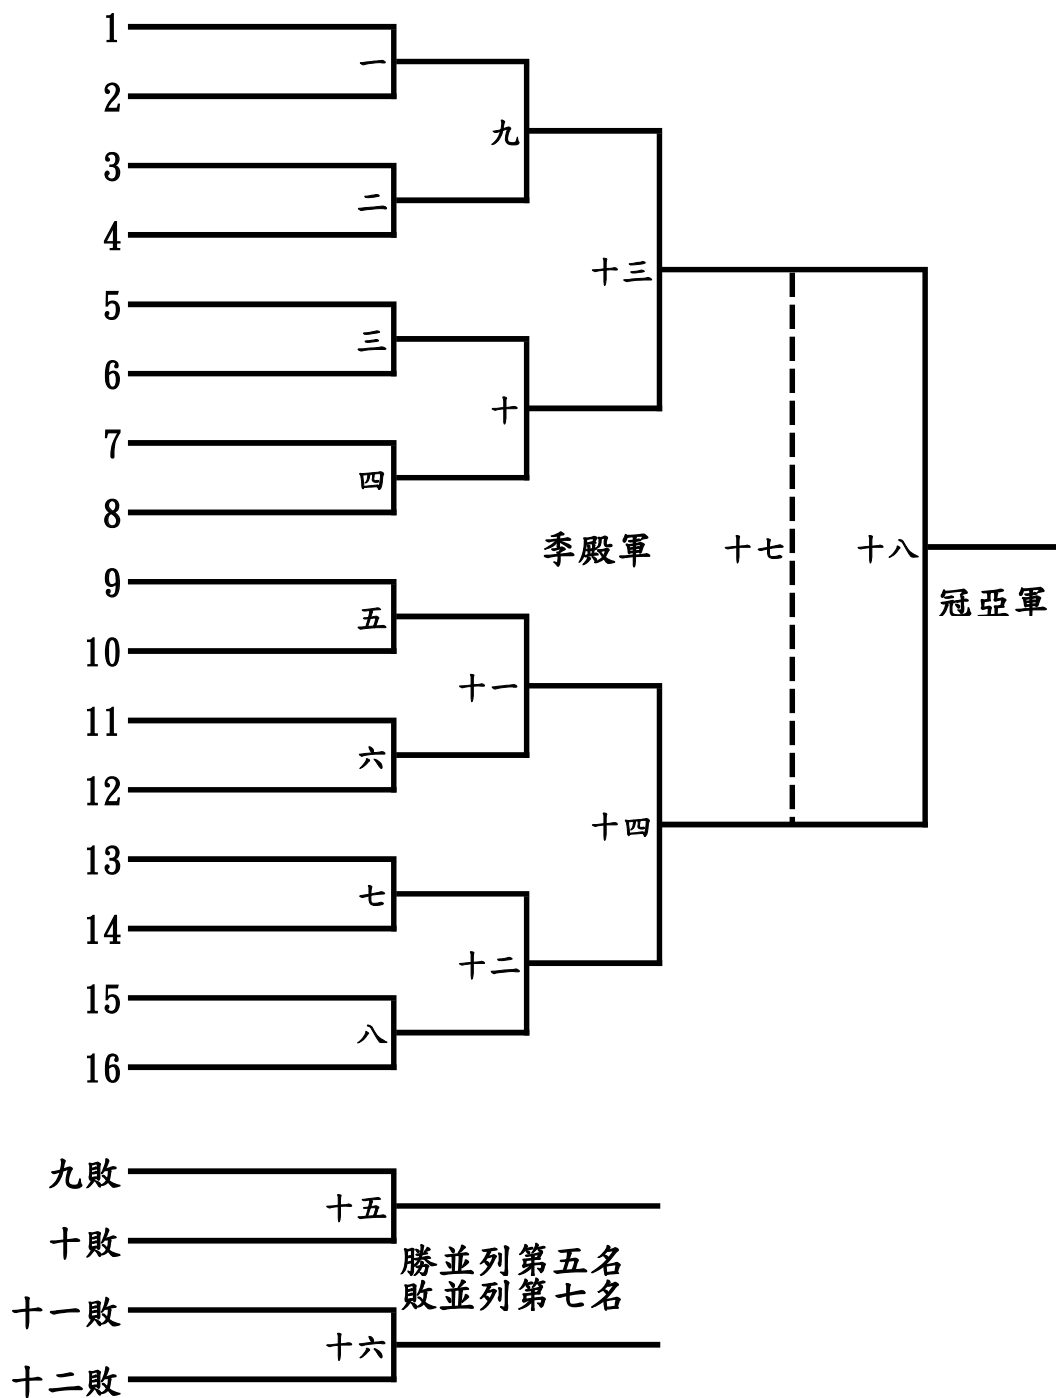 1
一
2
九
3
二
4
十三
5
三
6
十
7
四
8
季殿軍
十七
十八
9
冠亞軍
五
10
十一
11
六
12
十四
13
七
14
十二
15
八
16
九敗
十五
十敗
勝並列第五名
敗並列第七名
十一敗
十六
十二敗